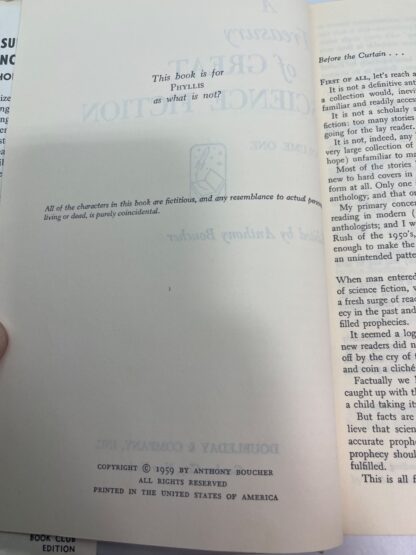 This book is for
PHYLLIS
as what is not?
All of the characters in this book are fictitious, and any resemblance to actual persons,
living or dead, is purely coincidental.
COPYRIGHT © 1959 BY ANTHONY BOUCHER
ALL RIGHTS RESERVED
PRINTED IN THE UNITED STATES OF AMERICA
BOOK CLUB
EDITION
Before the Curtain . . .
FIRST OF ALL, let's reach a
It is not a definitive ant
a collection would, inevi
familiar and readily acces
It is not a scholarly s
fiction: too many stories
going for the lay reader.
It is not, indeed, any
very large collection of
hope) unfamiliar to ma
Most of the stories
new to hard covers in
form at all. Only on
anthology, and that o
My primary concer
reading in modern
anthologists; and I w
Rush of the 1950's,
enough to make the
an unintended patte
When man entered
of science fiction, v
a fresh surge of rea
ecy in the past and
filled prophecies.
It seemed a log
new readers did n
off by the cry of
and coin a cliché
Factually we
caught up with th
a child taking its
But facts are
lieve that scien
accurate prophe
prophecy shoul
fulfilled.
This is all f